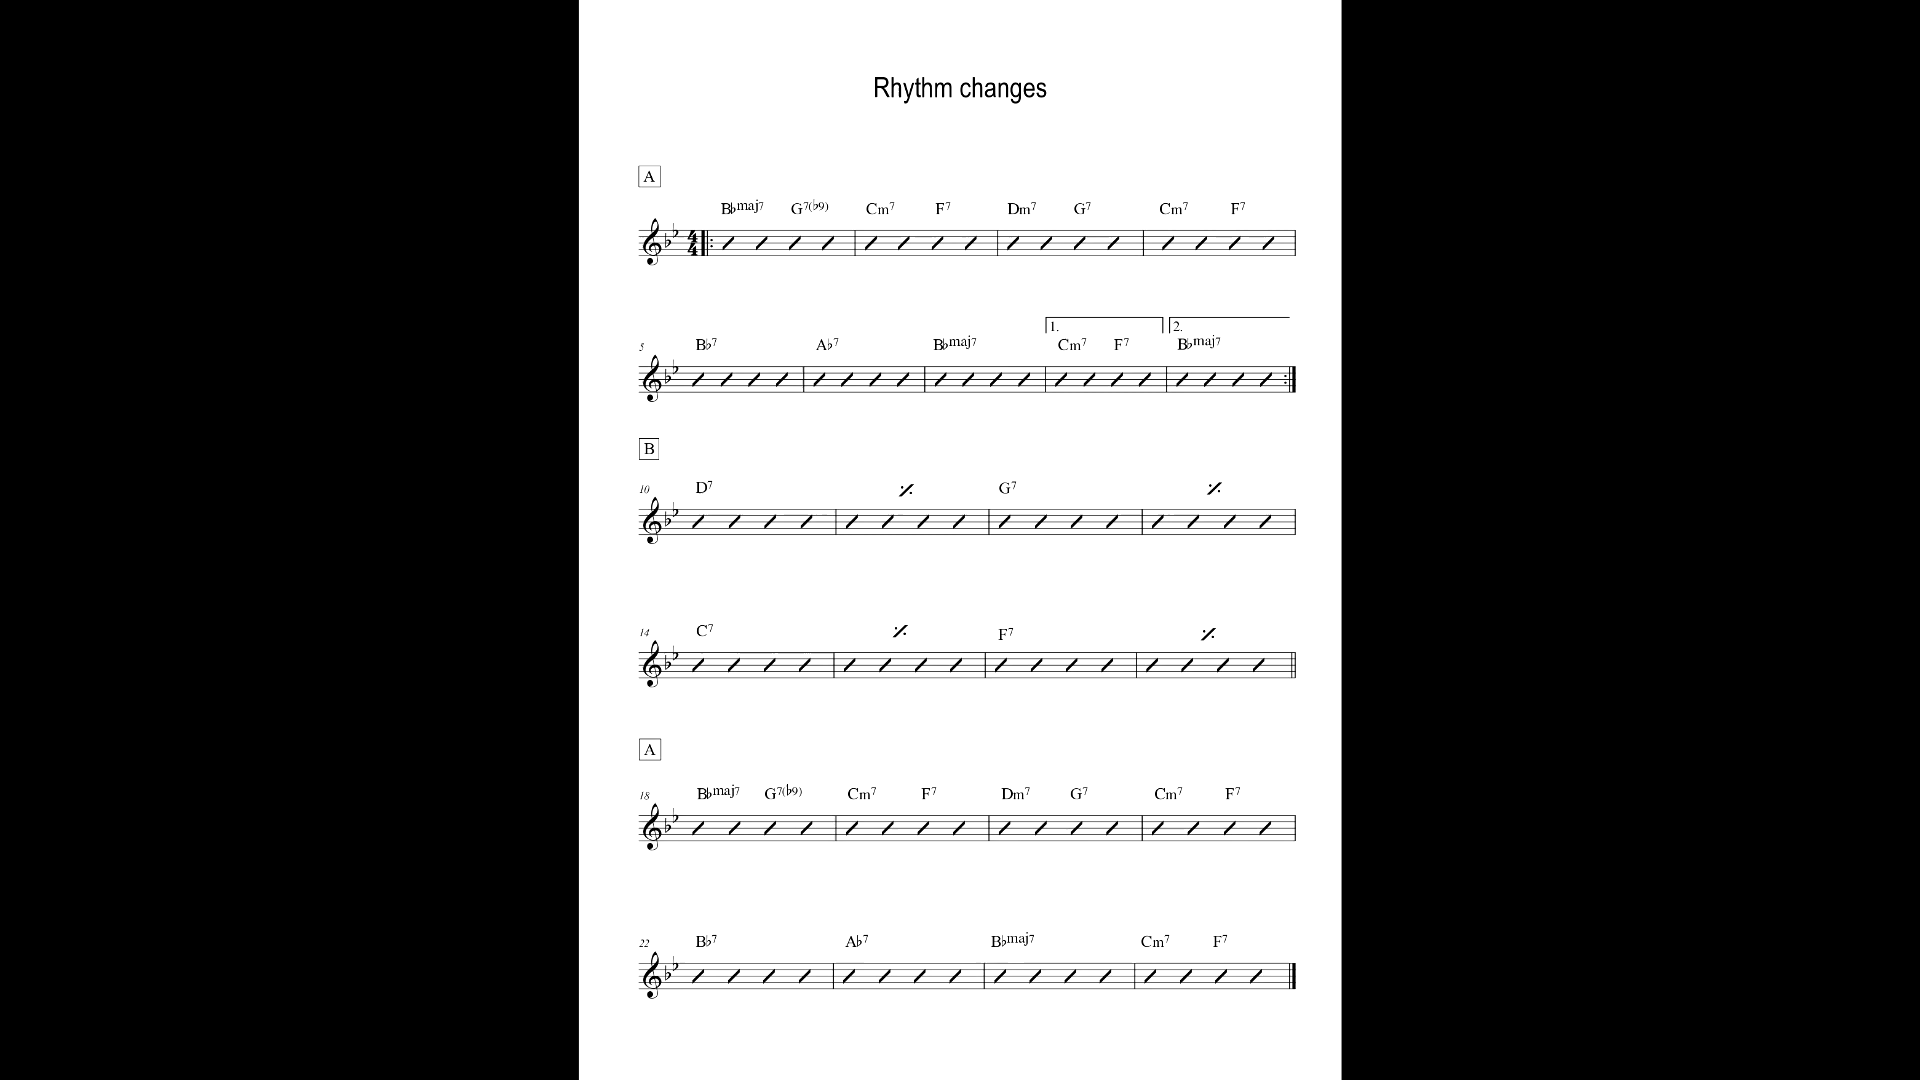 Rhythm changes
A
B♭maj7 G7(♭9) Cm7 F7 Dm7 G7 Cm7 F7
4
4
1. 2.
5 B♭7 A♭7 B♭maj7 Cm7 F7 B♭maj7
B
10 D7 G7
14 C7 F7
A
18 B♭maj7 G7(♭9) Cm7 F7 Dm7 G7 Cm7 F7
22 B♭7 A♭7 B♭maj7 Cm7 F7